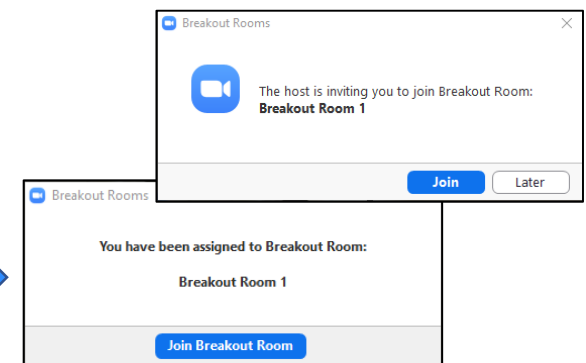 Breakout Rooms
The host is inviting you to join Breakout Room:
Breakout Room 1
Join Later
Breakout Rooms
You have been assigned to Breakout Room:
Breakout Room 1
Join Breakout Room